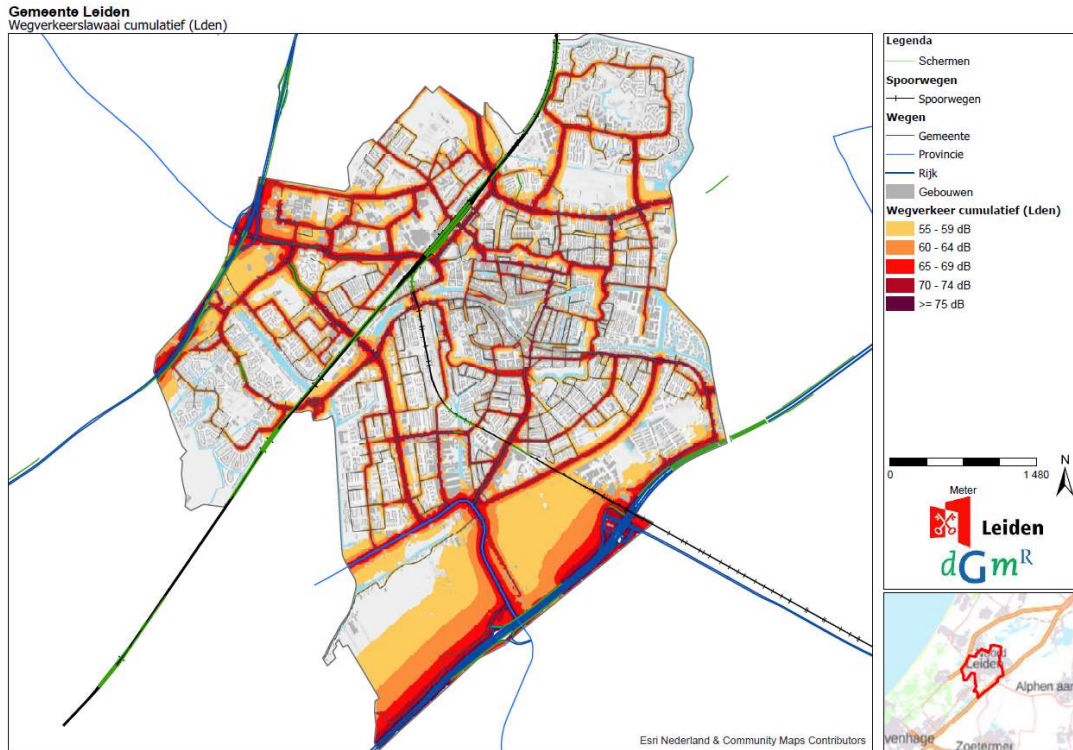 Gemeente Leiden
Wegverkeerslawaai cumulatief (Lden)
Legenda
Schermen
Spoorwegen
Spoorwegen
Wegen
Gemeente
Provincie
Rijk
Gebouwen
Wegverkeer cumulatief (Lden)
55 - 59 dB
60 - 64 dB
65 - 69 dB
70 - 74 dB
>= 75 dB
0 1 480
Meter
N
Leiden
dGmR
Noord
Leiden
Alphen aan
venhage
Zoetermeer
Esri Nederland & Community Maps Contributors